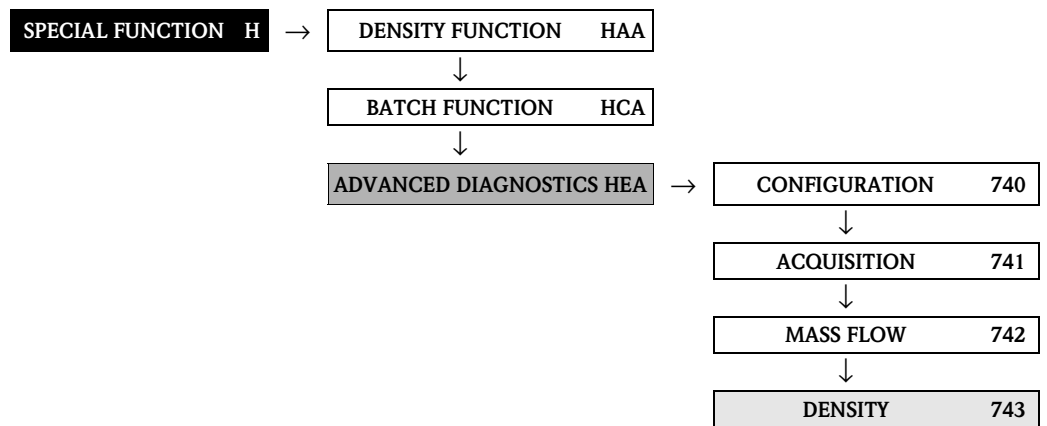 SPECIAL FUNCTION H → DENSITY FUNCTION HAA
↓
BATCH FUNCTION HCA
↓
ADVANCED DIAGNOSTICS HEA → CONFIGURATION 740
↓
ACQUISITION 741
↓
MASS FLOW 742
↓
DENSITY 743